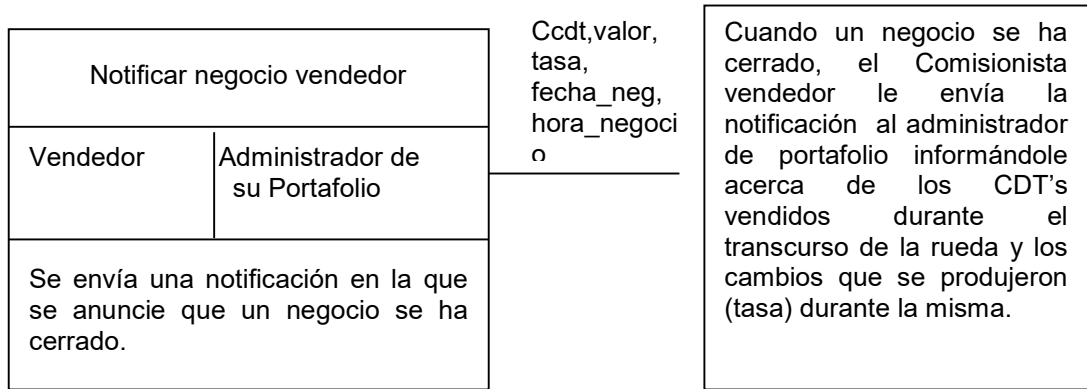 Notificar negocio vendedor
Vendedor
Administrador de
su Portafolio
Se envía una notificación en la que
se anuncie que un negocio se ha
cerrado.
Ccdt,valor,
tasa,
fecha_neg,
hora_negoci
o
Cuando un negocio se ha
cerrado, el Comisionista
vendedor le envía la
notificación al administrador
de portafolio informándole
acerca de los CDT's
vendidos durante el
transcurso de la rueda y los
cambios que se produjeron
(tasa) durante la misma.